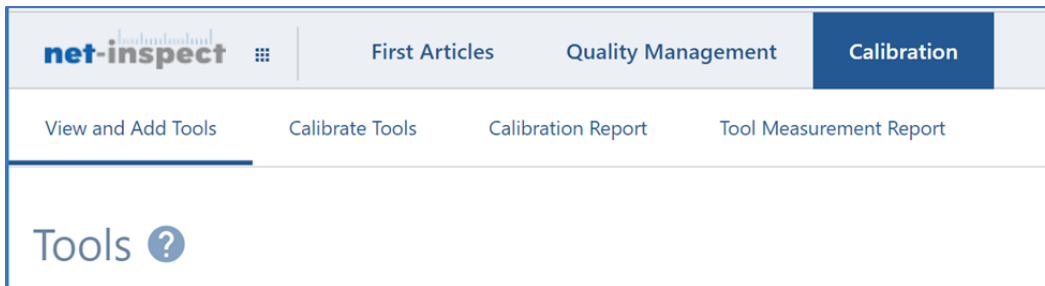 net-inspect First Articles Quality Management Calibration
View and Add Tools Calibrate Tools Calibration Report Tool Measurement Report
Tools ?